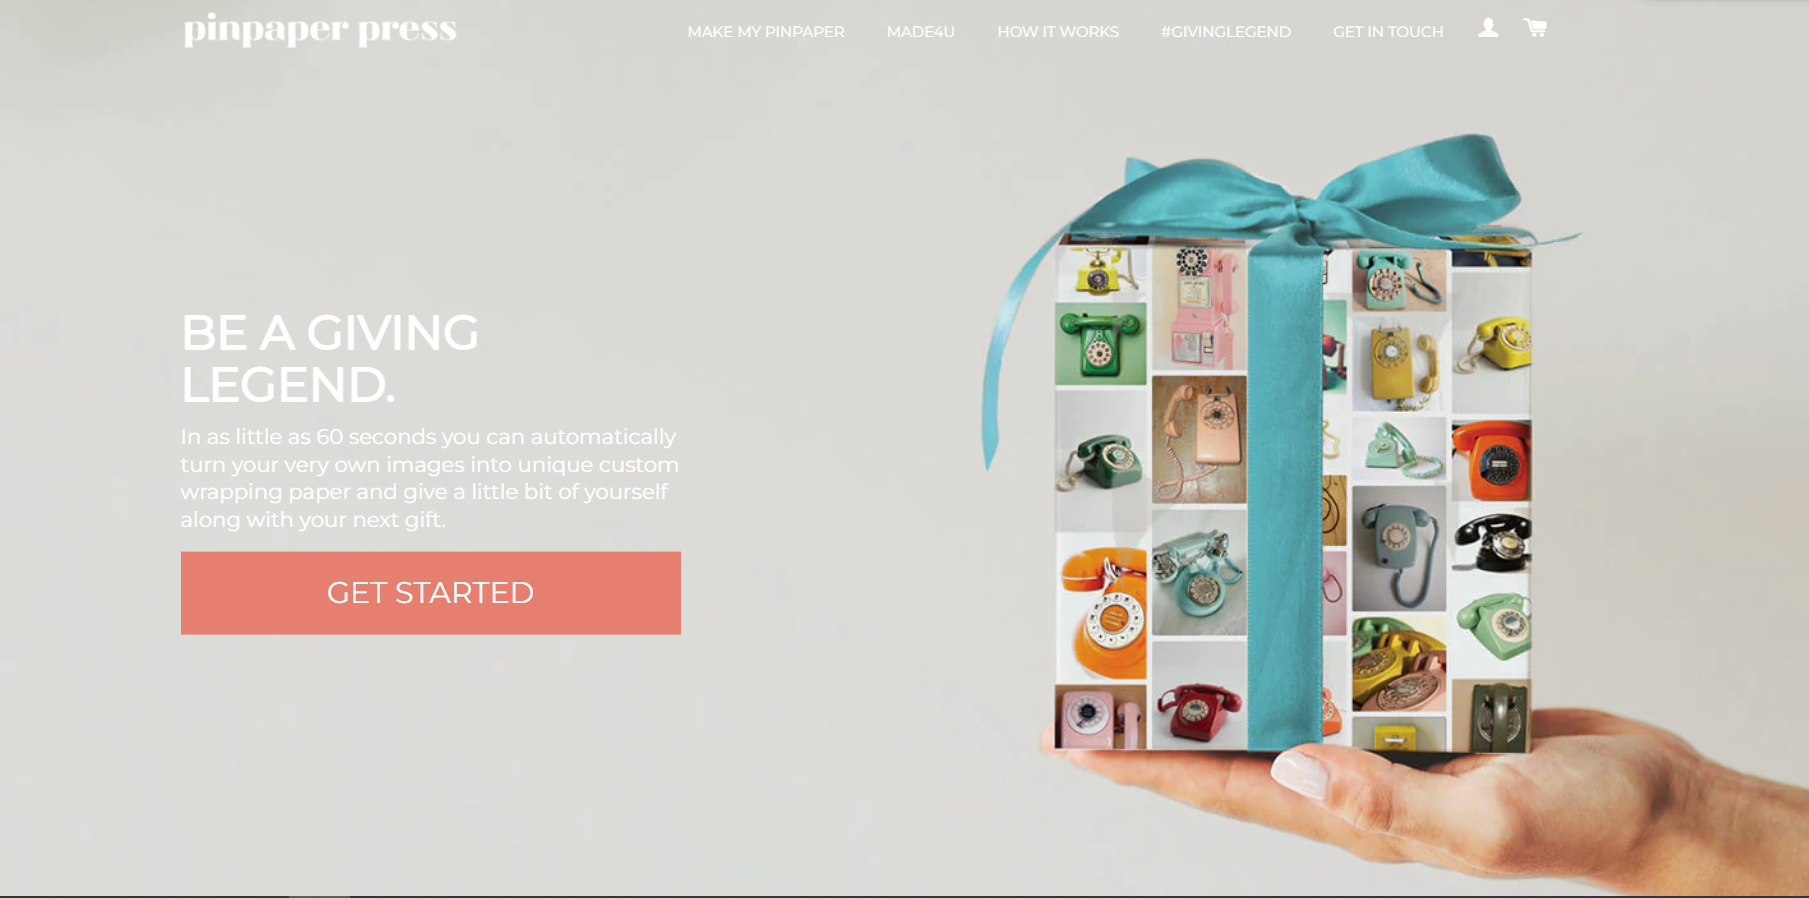 pinpaper press
MAKE MY PINPAPER
MADE4U
HOW IT WORKS
#GIVINGLEGEND
GET IN TOUCH
BE A GIVING
LEGEND.
In as little as 60 seconds you can automatically
turn your very own images into unique custom
wrapping paper and give a little bit of yourself
along with your next gift.
GET STARTED